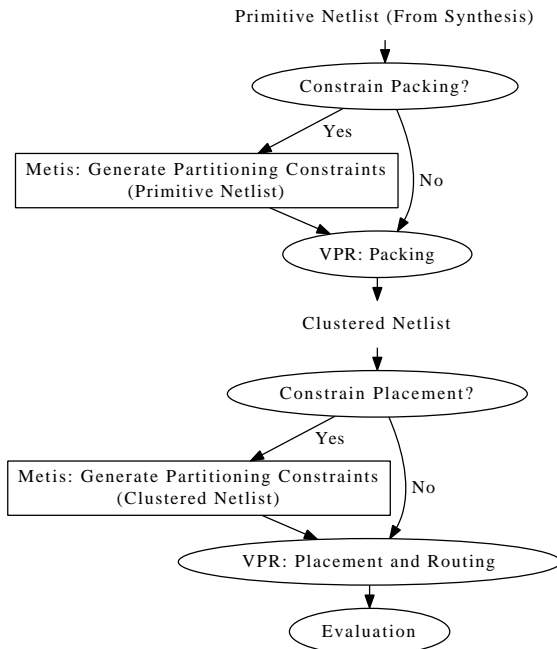 Primitive Netlist (From Synthesis)
Constrain Packing?
Yes
Metis: Generate Partitioning Constraints
(Primitive Netlist)
No
VPR: Packing
Clustered Netlist
Constrain Placement?
Yes
Metis: Generate Partitioning Constraints
(Clustered Netlist)
No
VPR: Placement and Routing
Evaluation